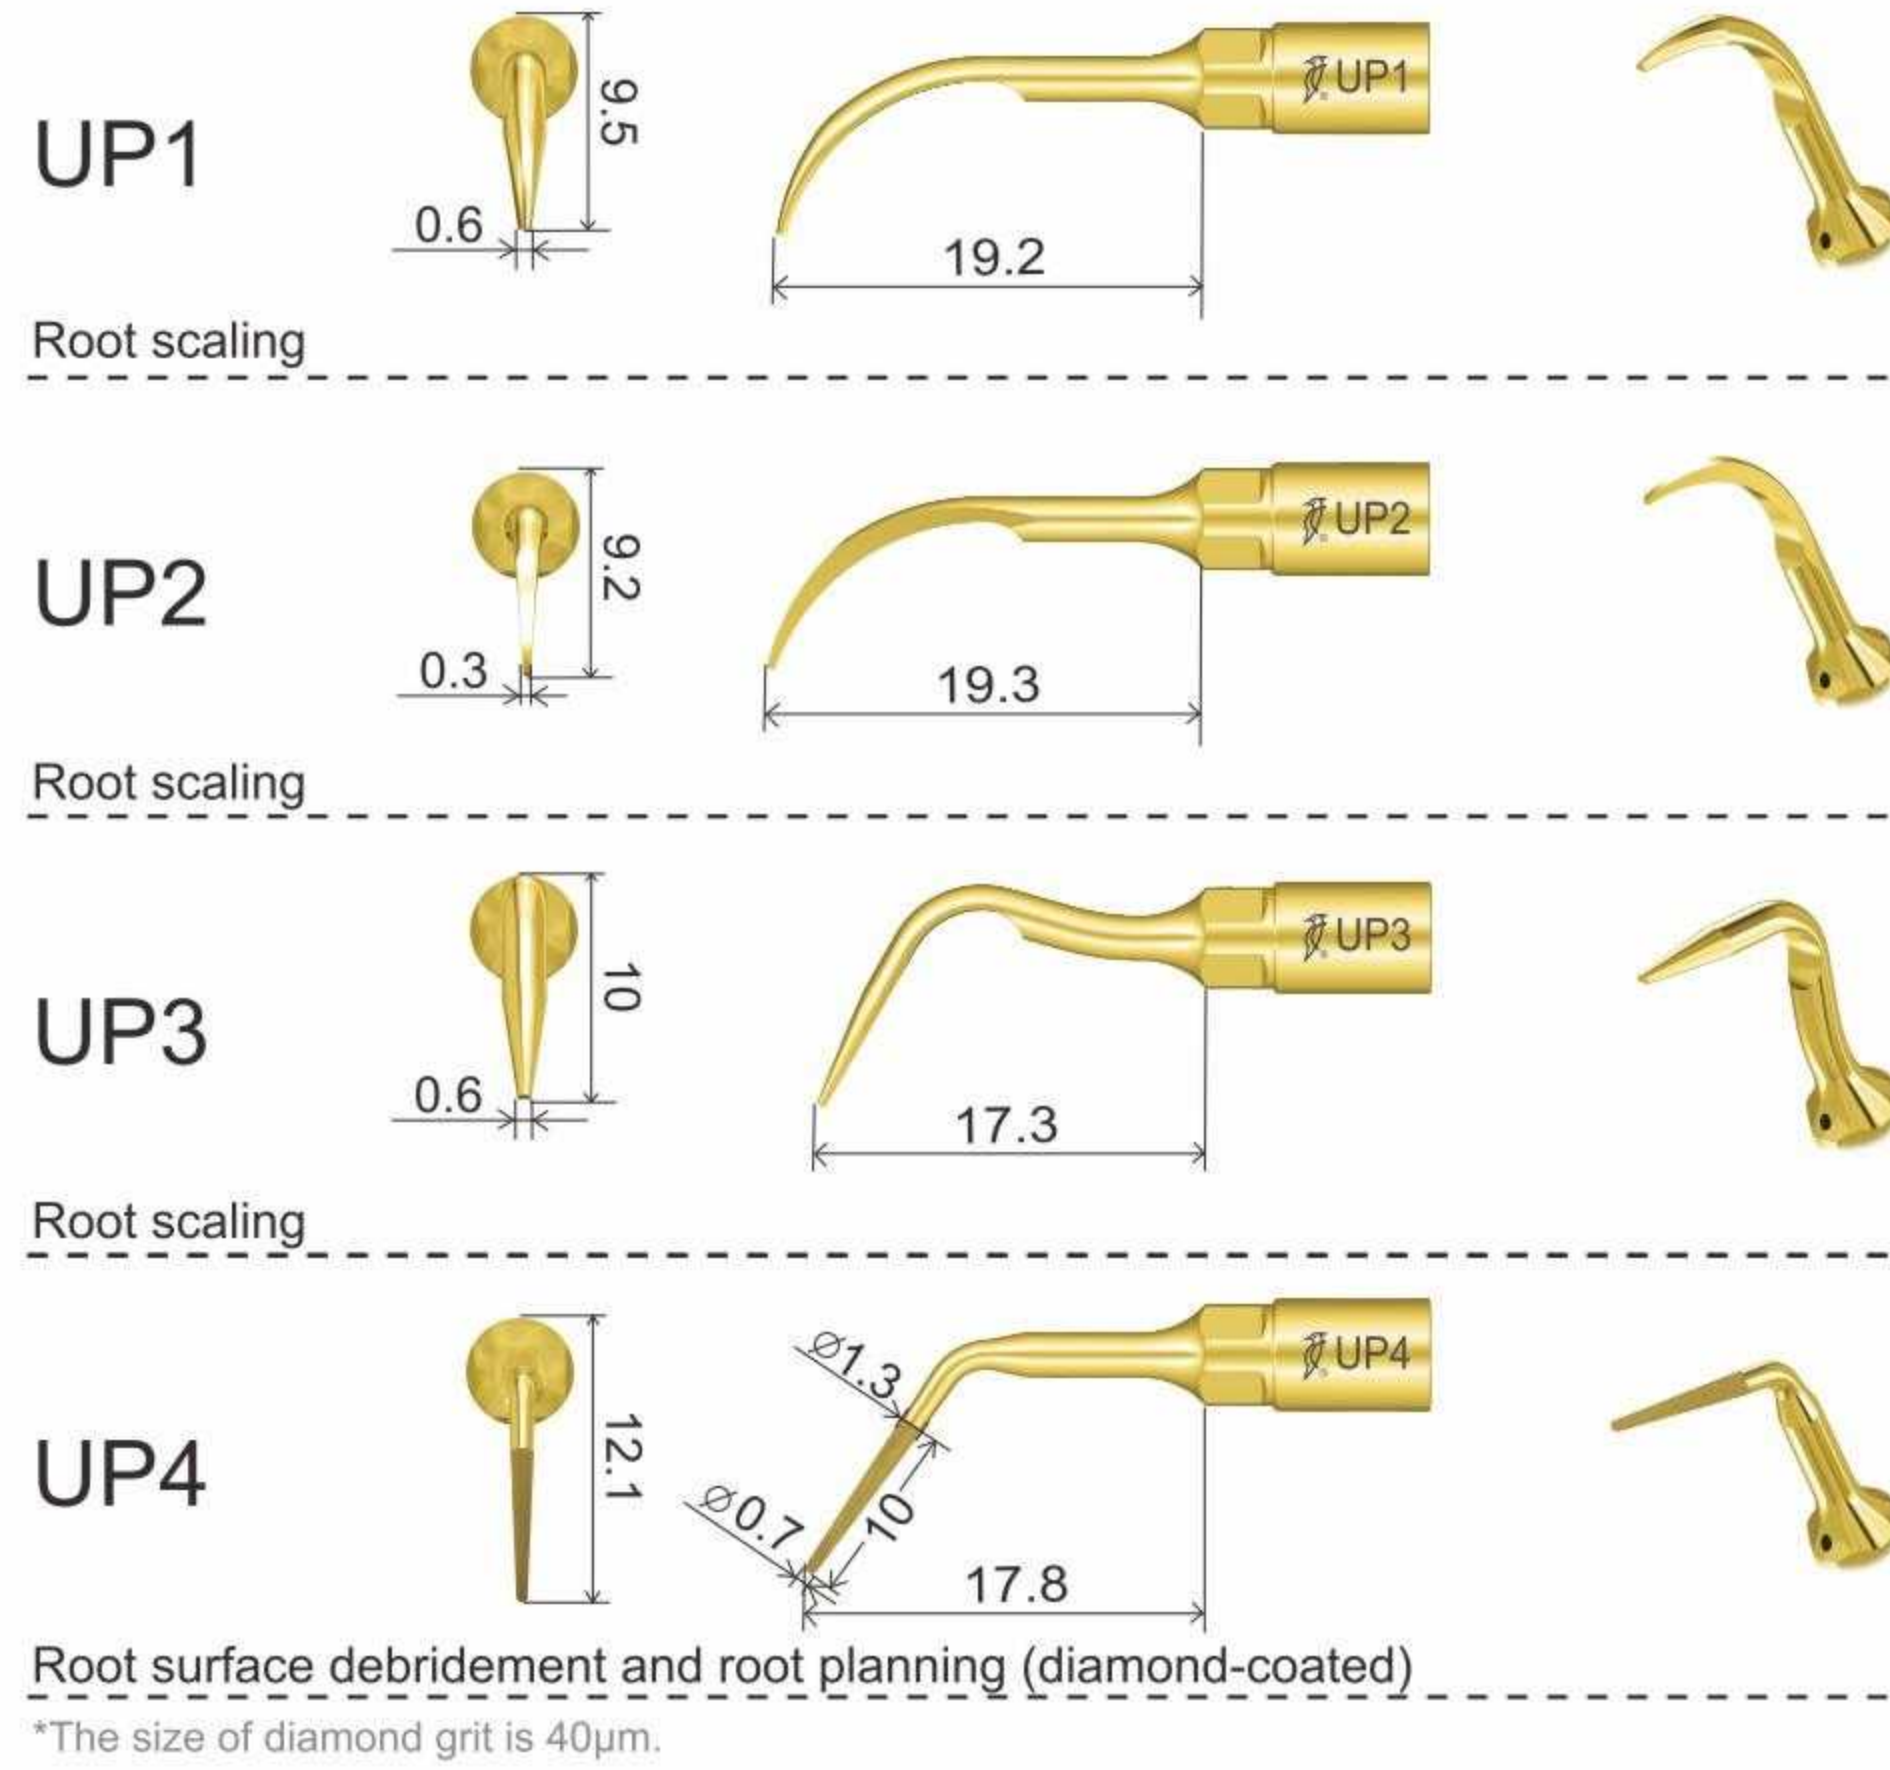 UP1
9.5
0.6
UP1
19.2
Root scaling
UP2
9.2
0.3
UP2
19.3
Root scaling
UP3
10
0.6
UP3
17.3
Root scaling
UP4
12.1
⌀1.3
⌀0.7
10
UP4
17.8
Root surface debridement and root planning (diamond-coated)
*The size of diamond grit is 40μm.